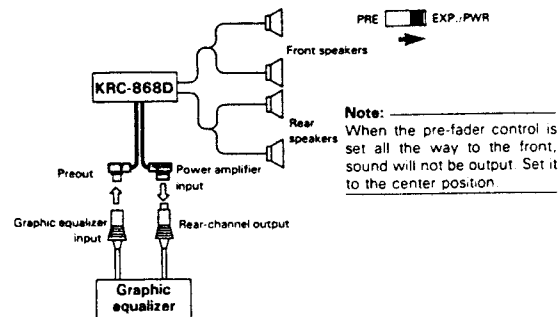 PRE EXP./PWR
Front speakers
KRC-868D
Rear
speakers
Note:
When the pre-fader control is
set all the way to the front,
sound will not be output. Set it
to the center position.
Preout
Power amplifier
input
Graphic equalizer
input
Rear-channel output
Graphic
equalizer